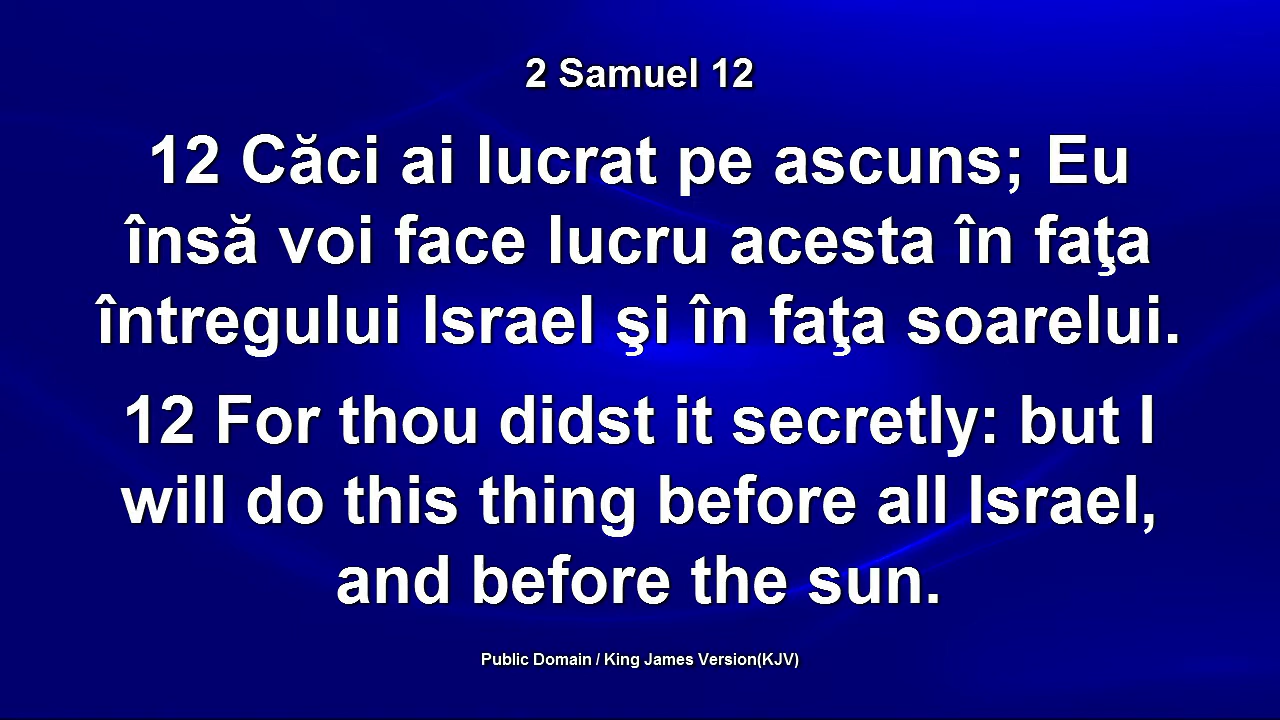 2 Samuel 12
12 Căci ai lucrat pe ascuns; Eu
însă voi face lucru acesta în faţa
întregului Israel şi în faţa soarelui.
12 For thou didst it secretly: but I
will do this thing before all Israel,
and before the sun.
Public Domain / King James Version(KJV)